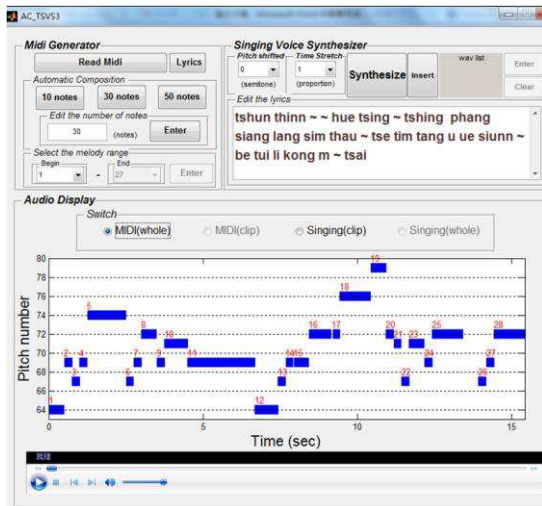 AC_TSVS3
Midi Generator
Read Midi
Lyrics
Automatic Composition
10 notes
30 notes
50 notes
Edit the number of notes
30
(notes)
Enter
Select the melody range
Begin
End
1
-
27
Enter
Singing Voice Synthesizer
Pitch shifted
Time Stretch
0
1
(semitone)
(proportion)
Synthesize
Insert
wav list
Enter
Clear
Edit the lyrics
tshun thinn ~ ~ hue tsing ~ tshing phang
siang lang sim thau ~ tse tim tang u ue siunn ~
be tui li kong m ~ tsai
Audio Display
Switch
MIDI(whole)
MIDI(clip)
Singing(clip)
Singing(whole)
80
78
76
74
72
70
69
67
66
64
Pitch number
1
2
3
4
5
6
7
8
9
10
11
12
13
14
15
16
17
18
19
20
21
22
23
24
25
26
27
28
0
5
10
15
Time (sec)